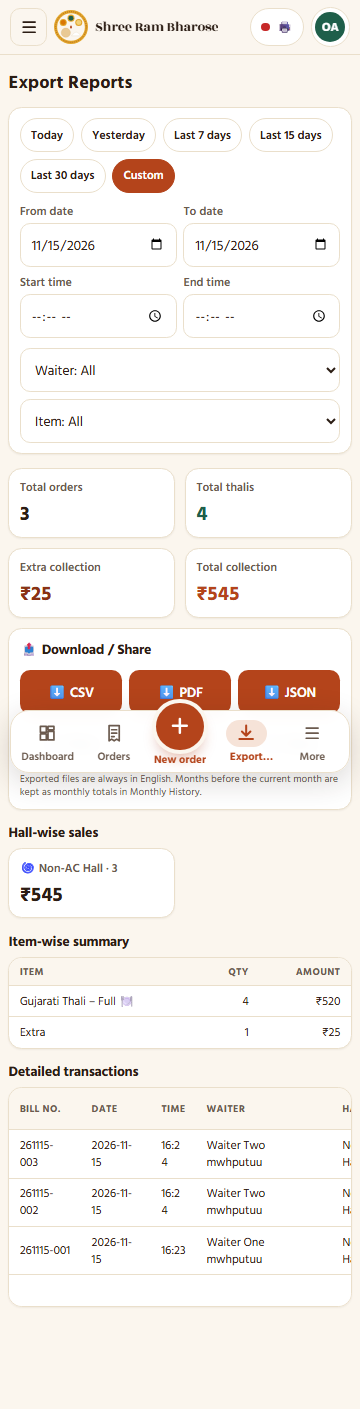 Shree Ram Bharose
OA
Export Reports
Today
Yesterday
Last 7 days
Last 15 days
Last 30 days
Custom
From date
To date
11/15/2026
11/15/2026
Start time
End time
--:-- --
--:-- --
Waiter: All
Item: All
Total orders
Total thalis
3
4
Extra collection
Total collection
₹25
₹545
Download / Share
CSV
PDF
JSON
Dashboard
Orders
New order
Export...
More
Exported files are always in English. Months before the current month are
kept as monthly totals in Monthly History.
Hall-wise sales
Non-AC Hall · 3
₹545
Item-wise summary
ITEM QTY AMOUNT
Gujarati Thali – Full 4 ₹520
Extra 1 ₹25
Detailed transactions
BILL NO. DATE TIME WAITER
261115- 2026-11- 16:2 Waiter Two
003 15 4 mwhputuu
261115- 2026-11- 16:2 Waiter Two
002 15 4 mwhputuu
261115-001 2026-11- 16:23 Waiter One
15 mwhputuu